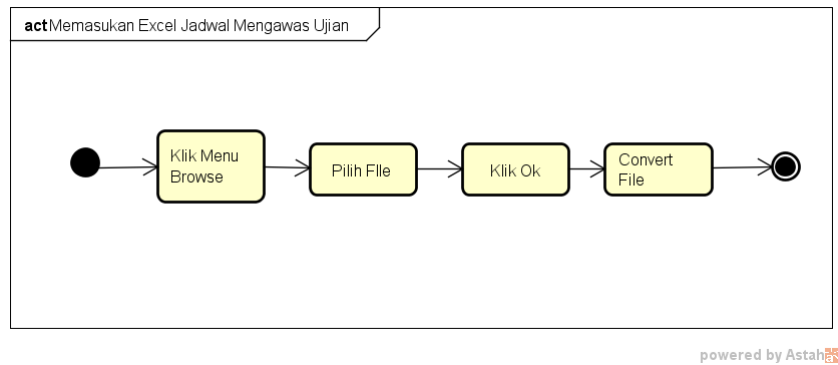 act Memasukan Excel Jadwal Mengawas Ujian
Klik Menu
Browse
Pilih FIle
Klik Ok
Convert
File
powered by Astah